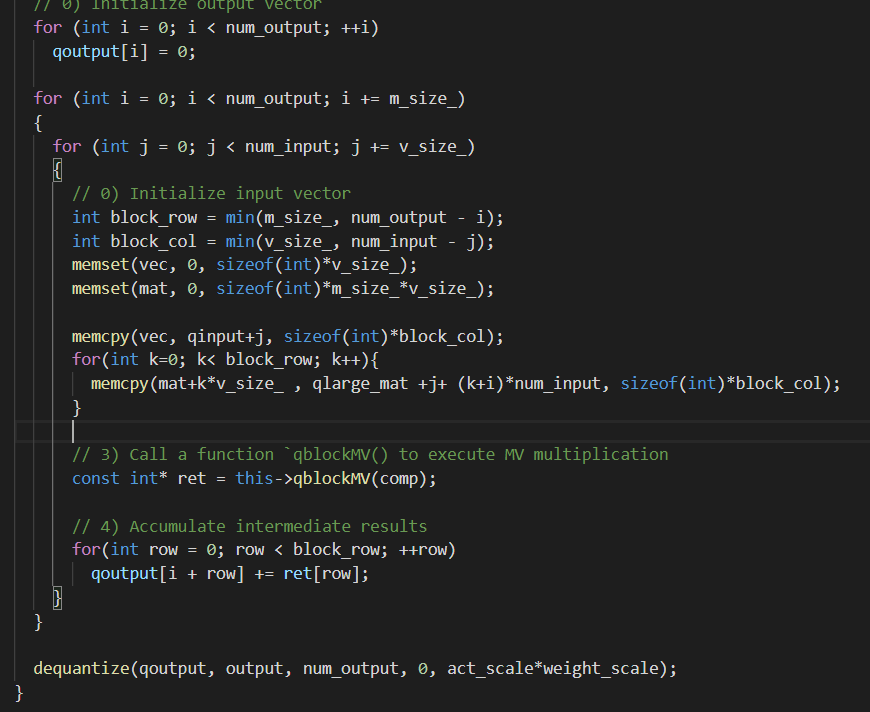 // 0) Initialize output vector
for (int i = 0; i < num_output; ++i)
  qoutput[i] = 0;

for (int i = 0; i < num_output; i += m_size_)
{
  for (int j = 0; j < num_input; j += v_size_)
  {
    // 0) Initialize input vector
    int block_row = min(m_size_, num_output - i);
    int block_col = min(v_size_, num_input - j);
    memset(vec, 0, sizeof(int)*v_size_);
    memset(mat, 0, sizeof(int)*m_size_*v_size_);

    memcpy(vec, qinput+j, sizeof(int)*block_col);
    for(int k=0; k< block_row; k++){
      memcpy(mat+k*v_size_ , qlarge_mat +j+ (k+i)*num_input, sizeof(int)*block_col);
    }

    // 3) Call a function `qblockMV() to execute MV multiplication
    const int* ret = this->qblockMV(comp);

    // 4) Accumulate intermediate results
    for(int row = 0; row < block_row; ++row)
      qoutput[i + row] += ret[row];
  }
}

dequantize(qoutput, output, num_output, 0, act_scale*weight_scale);
}